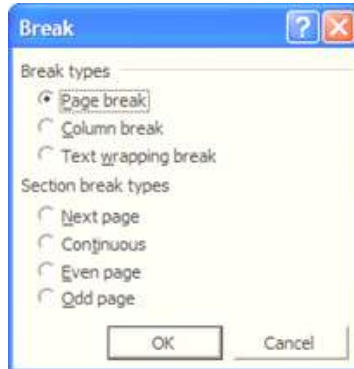 Break
Break types
Page break
Column break
Text wrapping break
Section break types
Next page
Continuous
Even page
Odd page
OK Cancel